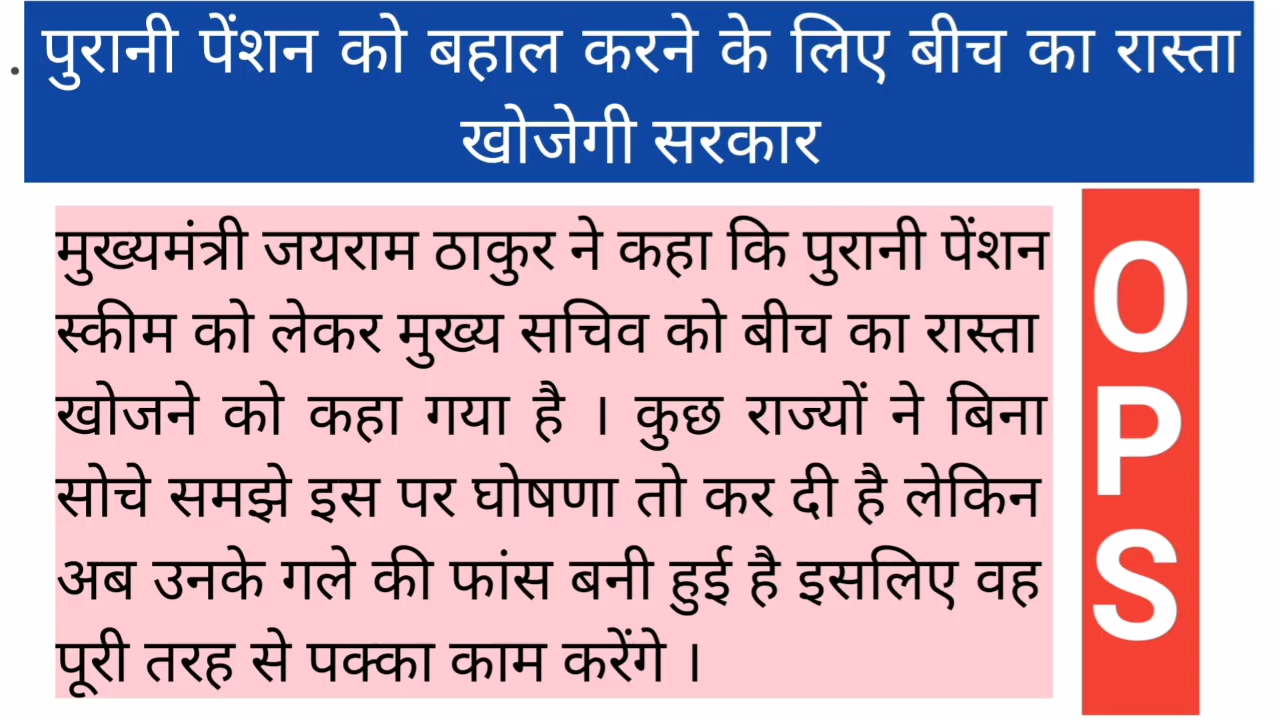 पुरानी पेंशन को बहाल करने के लिए बीच का रास्ता
खोजेगी सरकार
मुख्यमंत्री जयराम ठाकुर ने कहा कि पुरानी पेंशन
स्कीम को लेकर मुख्य सचिव को बीच का रास्ता
खोजने को कहा गया है । कुछ राज्यों ने बिना
सोचे समझे इस पर घोषणा तो कर दी है लेकिन
अब उनके गले की फांस बनी हुई है इसलिए वह
पूरी तरह से पक्का काम करेंगे ।
O
P
S